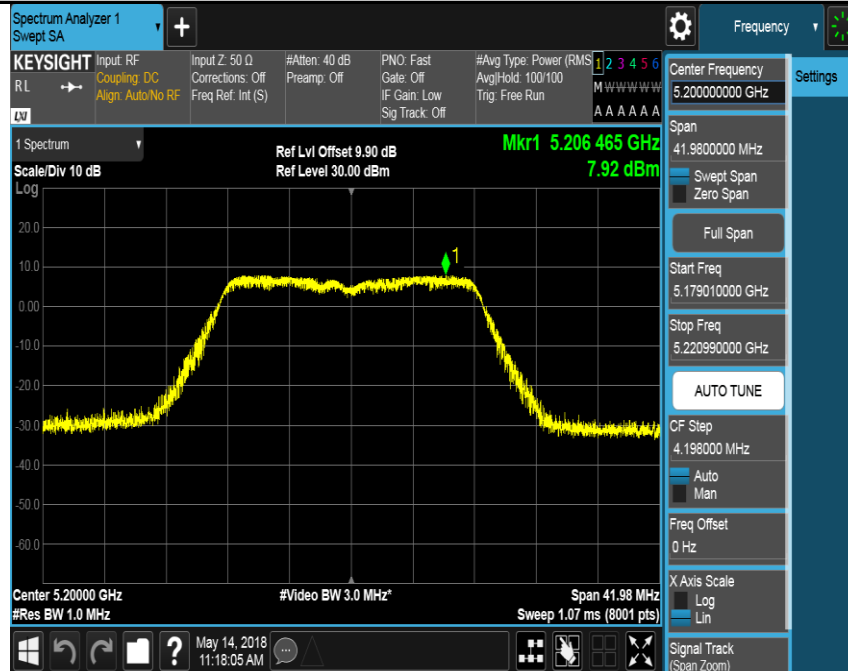 Spectrum Analyzer 1
Swept SA
+
Frequency
KEYSIGHT
R L
LXI
Input: RF
Coupling: DC
Align: Auto/No RF
Input Z: 50 Ω
Corrections: Off
Freq Ref: Int (S)
#Atten: 40 dB
Preamp: Off
PNO: Fast
Gate: Off
IF Gain: Low
Sig Track: Off
#Avg Type: Power (RMS
Avg|Hold: 100/100
Trig: Free Run
1 2 3 4 5 6
M W W W W W
A A A A A A
1 Spectrum
Scale/Div 10 dB
Log
Ref Lvl Offset 9.90 dB
Ref Level 30.00 dBm
Mkr1 5.206 465 GHz
7.92 dBm
20.0
10.0
0.00
-10.0
-20.0
-30.0
-40.0
-50.0
-60.0
1
Center 5.20000 GHz
#Res BW 1.0 MHz
#Video BW 3.0 MHz*
Span 41.98 MHz
Sweep 1.07 ms (8001 pts)
Center Frequency
5.200000000 GHz
Settings
Span
41.9800000 MHz
Swept Span
Zero Span
Full Span
Start Freq
5.179010000 GHz
Stop Freq
5.220990000 GHz
AUTO TUNE
CF Step
4.198000 MHz
Auto
Man
Freq Offset
0 Hz
X Axis Scale
Log
Lin
Signal Track
(Span Zoom)
?
May 14, 2018
11:18:05 AM